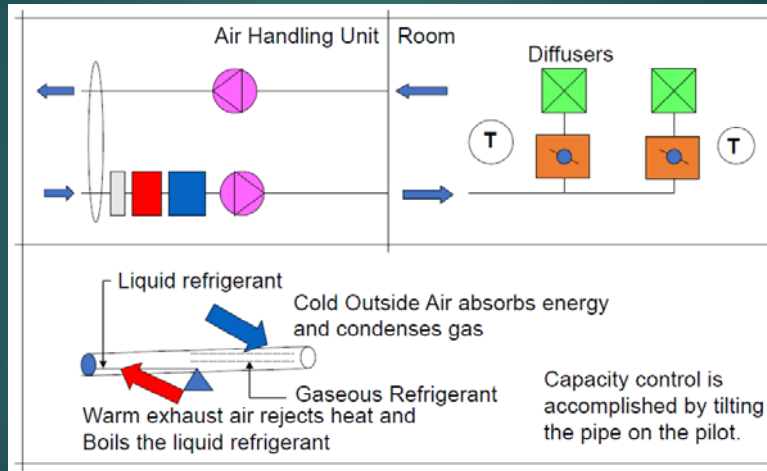 Air Handling Unit
Room
Diffusers
T
T
Liquid refrigerant
Cold Outside Air absorbs energy
and condenses gas
Gaseous Refrigerant
Warm exhaust air rejects heat and
Boils the liquid refrigerant
Capacity control is
accomplished by tilting
the pipe on the pilot.